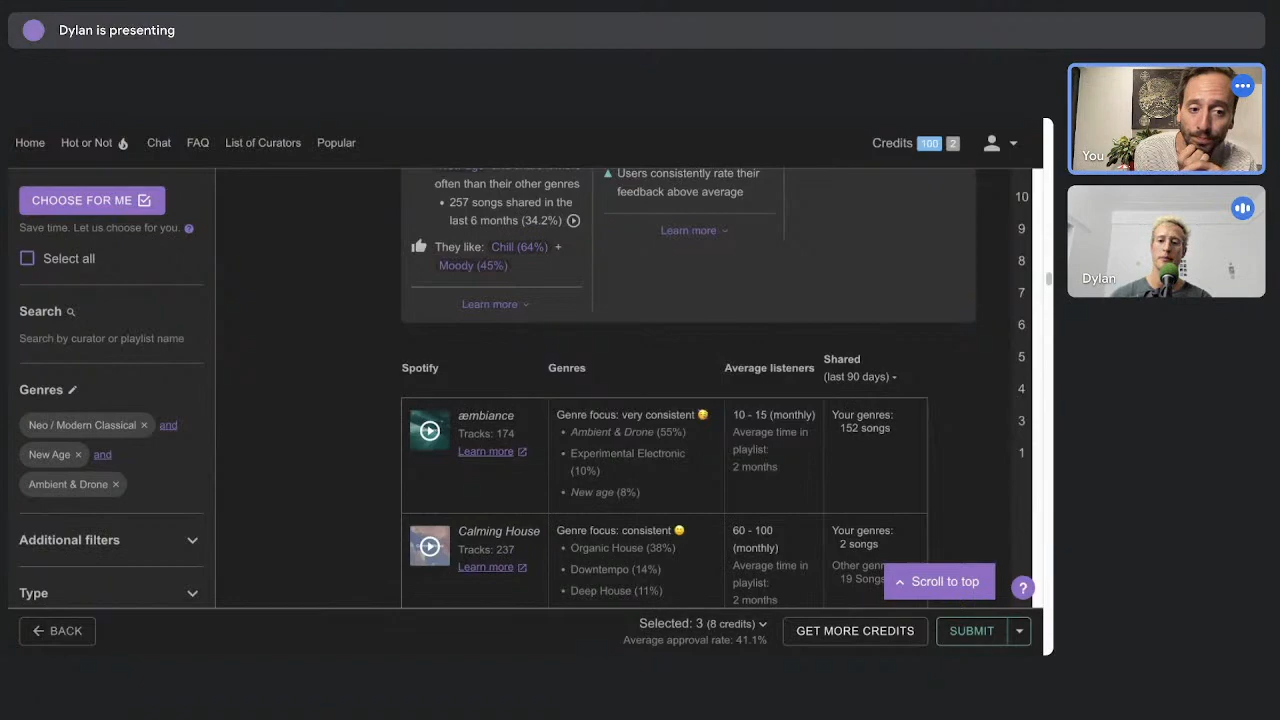 Dylan is presenting
Home Hot or Not Chat FAQ List of Curators Popular
Credits 100 2
CHOOSE FOR ME
Save time. Let us choose for you. ?
Select all
Search
Search by curator or playlist name
Genres
Neo / Modern Classical × and
New Age × and
Ambient & Drone ×
Additional filters
Type
often than their other genres
• 257 songs shared in the
last 6 months (34.2%)
They like: Chill (64%) +
Moody (45%)
Learn more
Users consistently rate their
feedback above average
Learn more
10
9
8
7
6
5
4
3
2
1
Spotify Genres Average listeners Shared
(last 90 days)
æmbiance
Tracks: 174
Learn more
Genre focus: very consistent
• Ambient & Drone (55%)
• Experimental Electronic
(10%)
• New age (8%)
10 - 15 (monthly)
Average time in
playlist:
2 months
Your genres:
152 songs
Calming House
Tracks: 237
Learn more
Genre focus: consistent
• Organic House (38%)
• Downtempo (14%)
• Deep House (11%)
60 - 100
(monthly)
Average time in
playlist:
2 months
Your genres:
2 songs
Other
19 Songs
Scroll to top
?
BACK
Selected: 3 (8 credits)
Average approval rate: 41.1%
GET MORE CREDITS
SUBMIT
You
Dylan